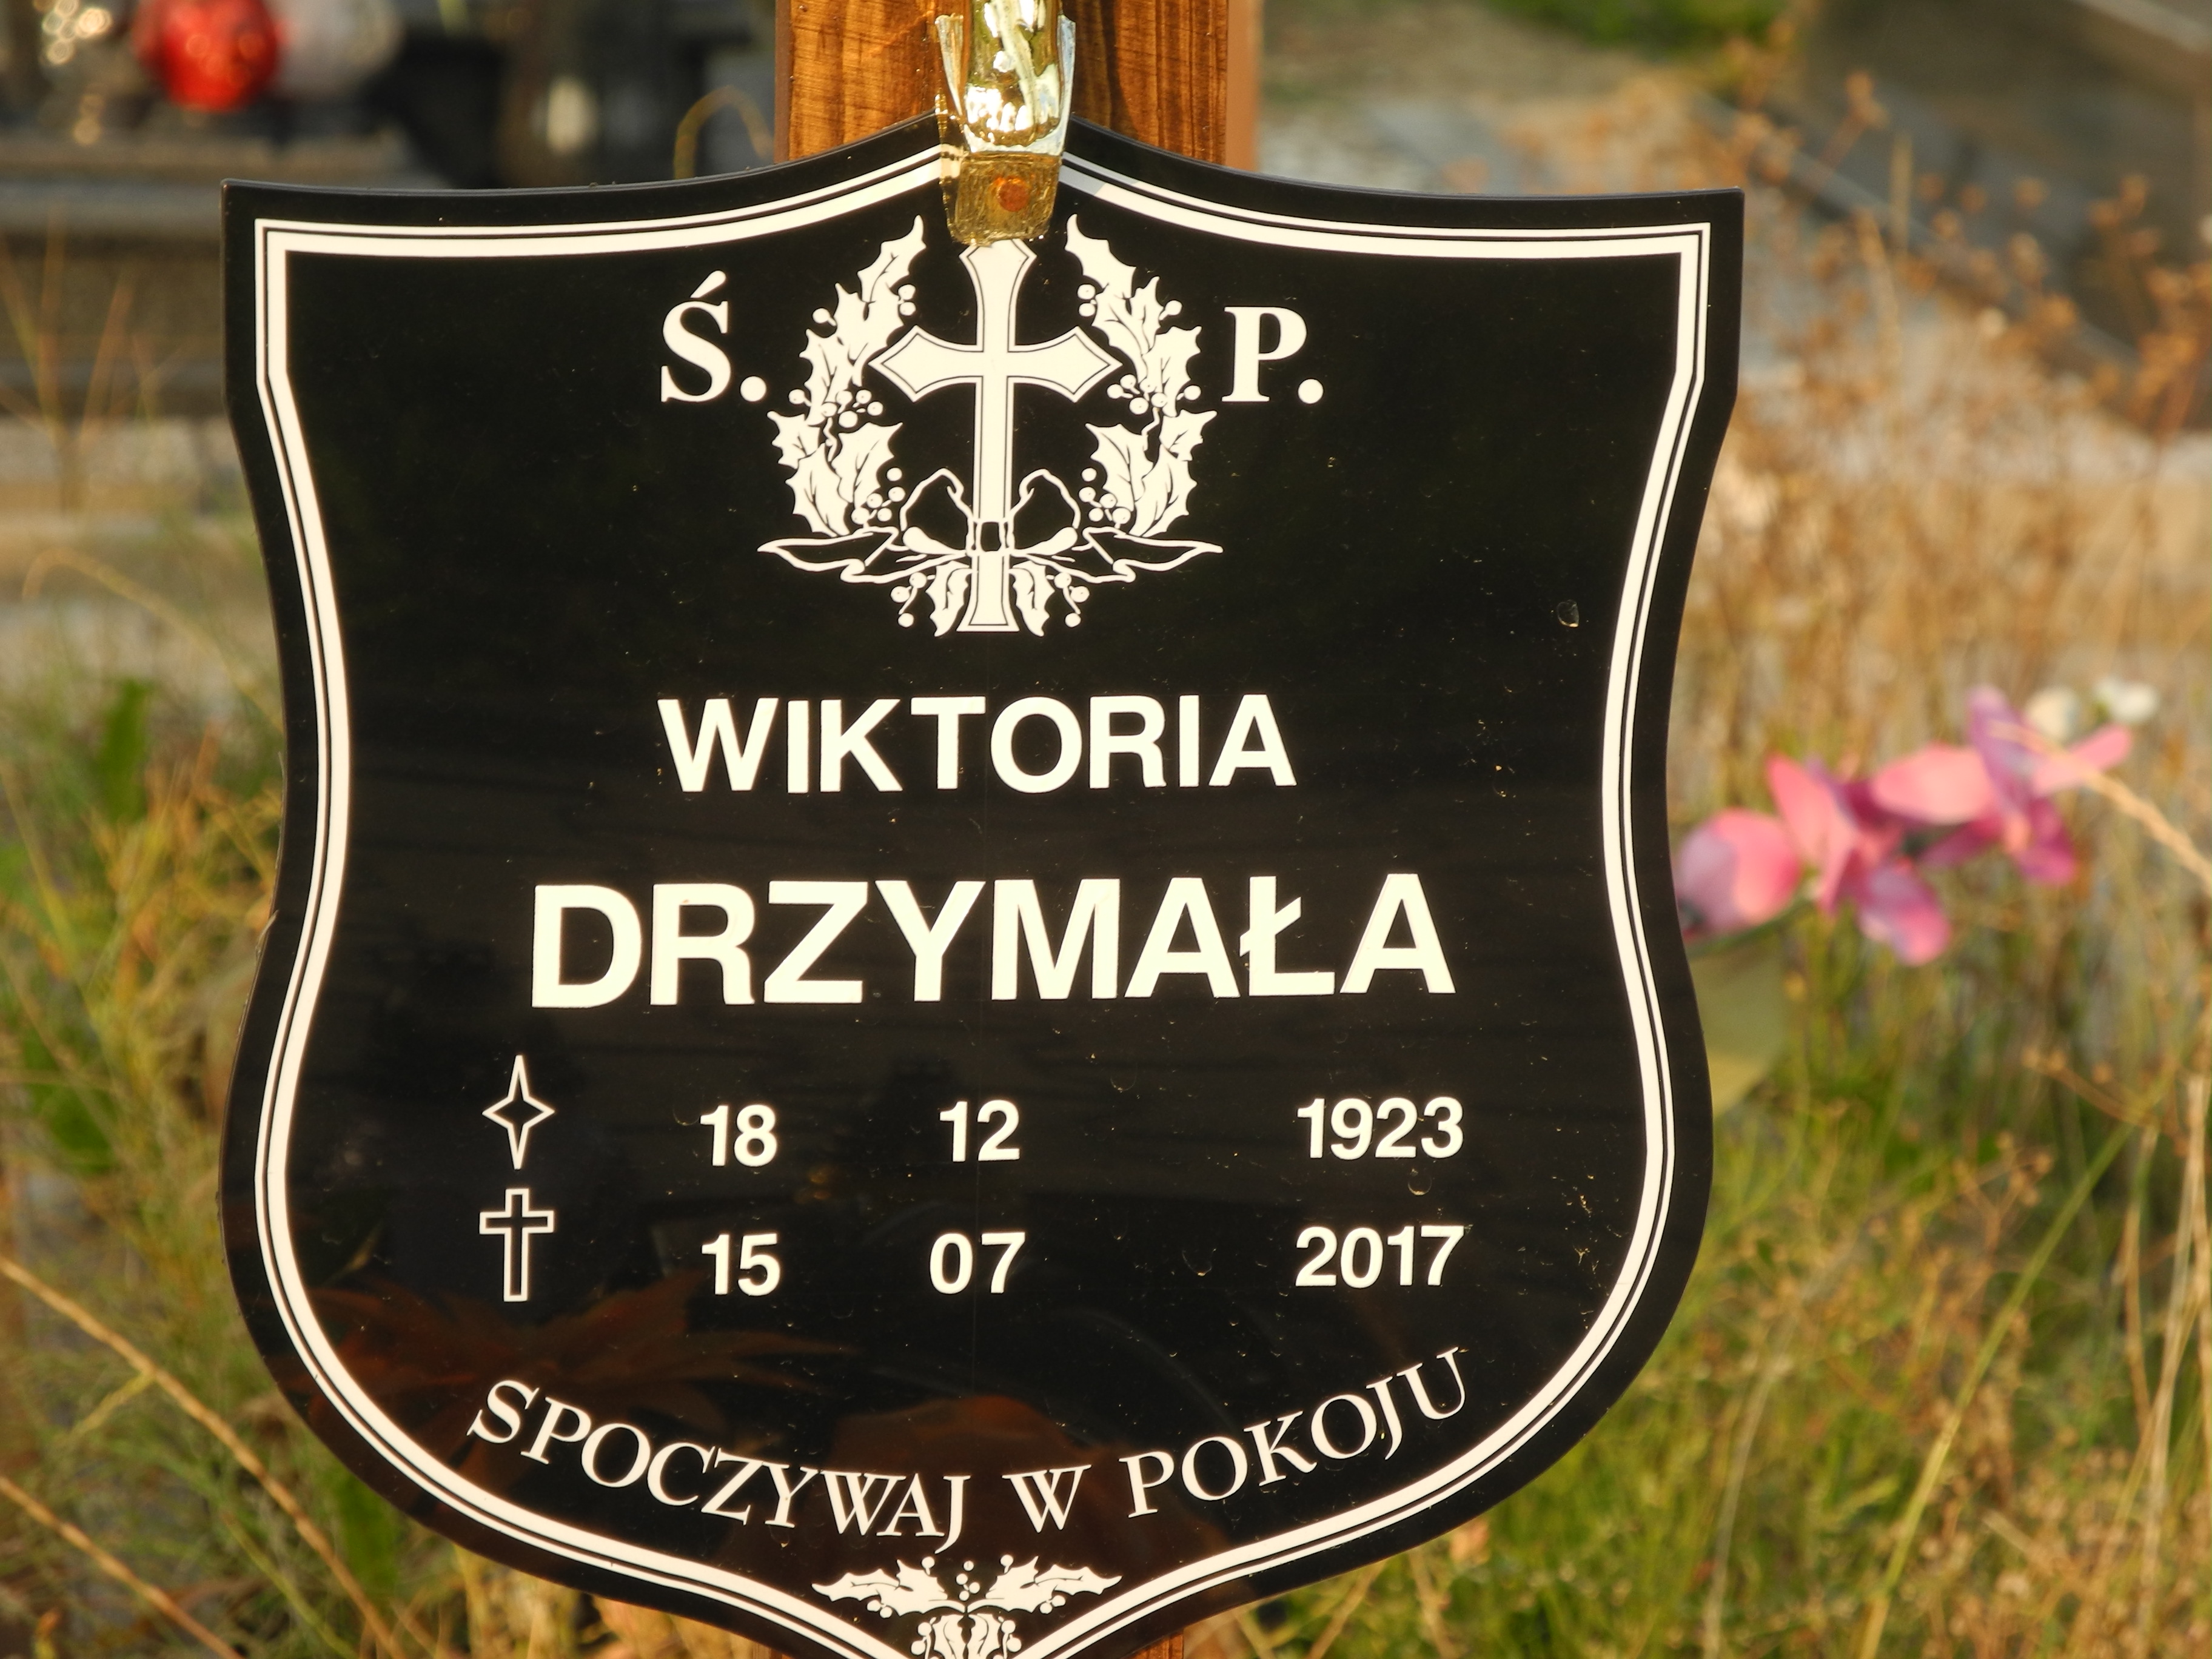 Ś. P.
WIKTORIA
DRZYMAŁA
18 12 1923
15 07 2017
SPOCZYWAJ W POKOJU